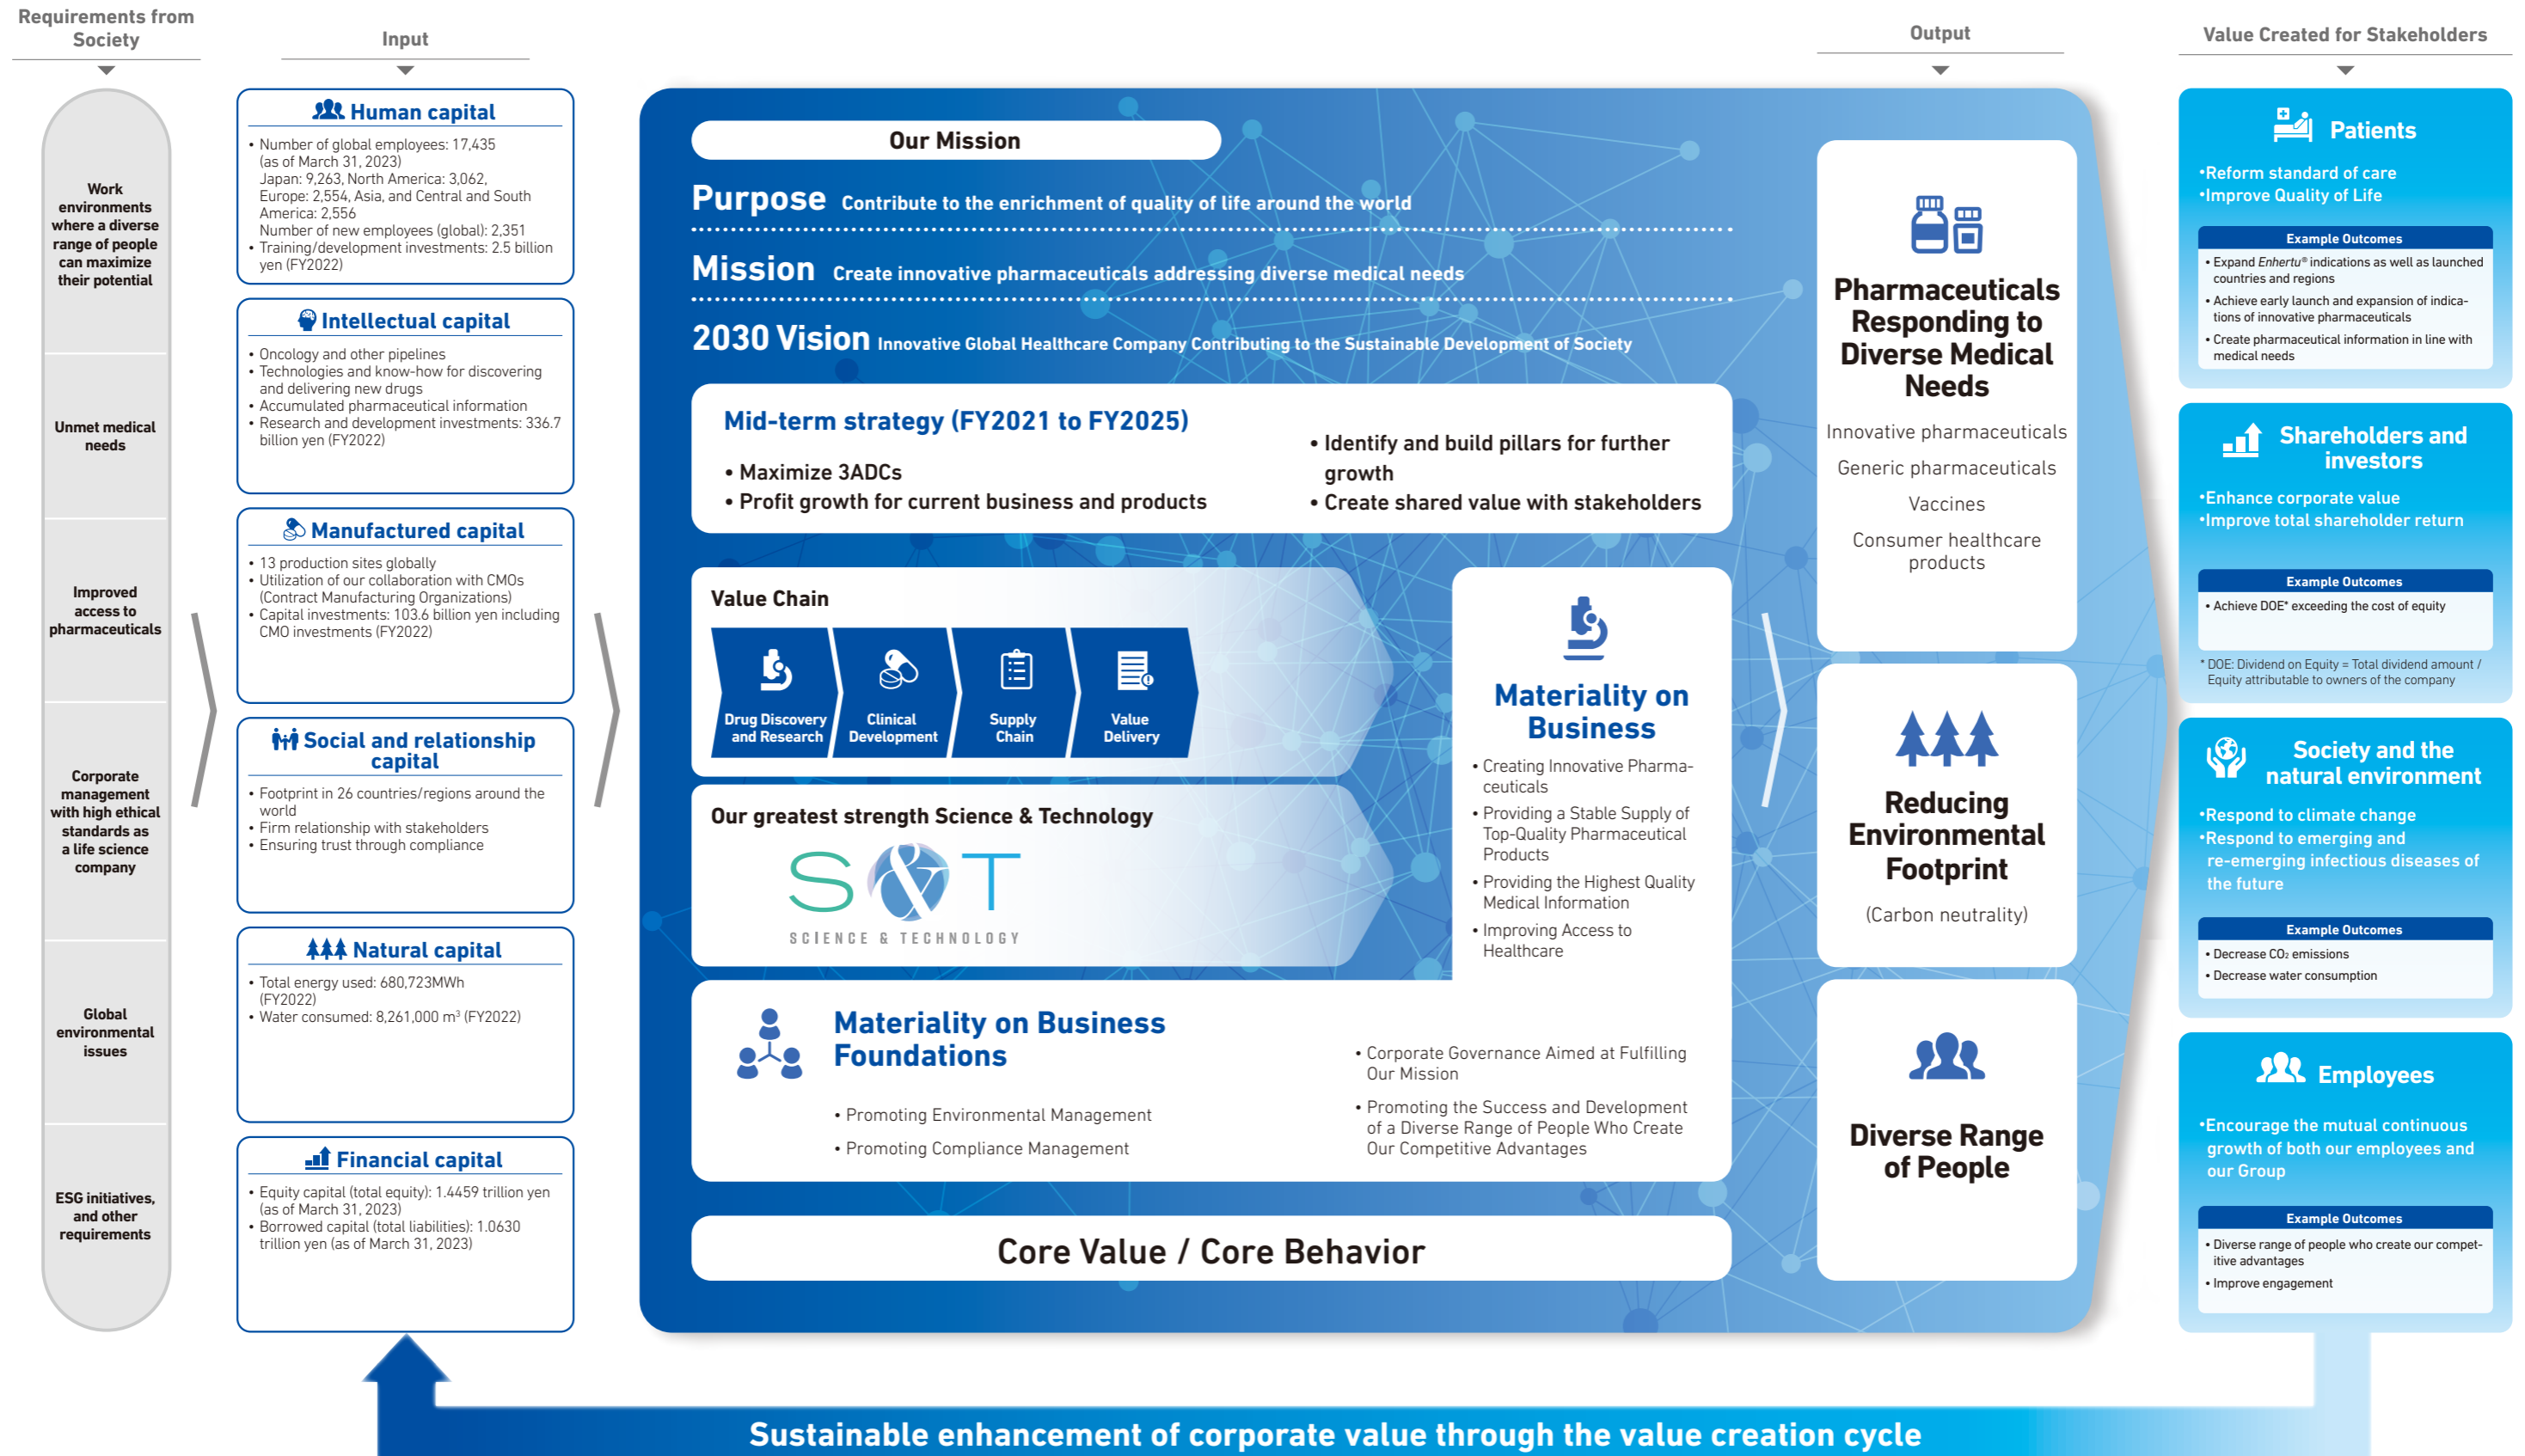 Requirements from
Society
Work
environments
where a diverse
range of people
can maximize
their potential
Unmet medical
needs
Improved
access to
pharmaceuticals
Corporate
management
with high ethical
standards as
a life science
company
Global
environmental
issues
ESG initiatives,
and other
requirements
Input
Human capital
• Number of global employees: 17,435
(as of March 31, 2023)
Japan: 9,263, North America: 3,062,
Europe: 2,554, Asia, and Central and South
America: 2,556
Number of new employees (global): 2,351
• Training/development investments: 2.5 billion
yen (FY2022)
Intellectual capital
• Oncology and other pipelines
• Technologies and know-how for discovering
and delivering new drugs
• Accumulated pharmaceutical information
• Research and development investments: 336.7
billion yen (FY2022)
Manufactured capital
• 13 production sites globally
• Utilization of our collaboration with CMOs
(Contract Manufacturing Organizations)
• Capital investments: 103.6 billion yen including
CMO investments (FY2022)
Social and relationship
capital
• Footprint in 26 countries/regions around the
world
• Firm relationship with stakeholders
• Ensuring trust through compliance
Natural capital
• Total energy used: 680,723MWh
(FY2022)
• Water consumed: 8,261,000 m³ (FY2022)
Financial capital
• Equity capital (total equity): 1.4459 trillion yen
(as of March 31, 2023)
• Borrowed capital (total liabilities): 1.0630
trillion yen (as of March 31, 2023)
Our Mission
Purpose Contribute to the enrichment of quality of life around the world
Mission Create innovative pharmaceuticals addressing diverse medical needs
2030 Vision Innovative Global Healthcare Company Contributing to the Sustainable Development of Society
Mid-term strategy (FY2021 to FY2025)
• Maximize 3ADCs
• Profit growth for current business and products
• Identify and build pillars for further
growth
• Create shared value with stakeholders
Value Chain
Drug Discovery
and Research
Clinical
Development
Supply
Chain
Value
Delivery
Our greatest strength Science & Technology
S&T
SCIENCE & TECHNOLOGY
Materiality on
Business
• Creating Innovative Pharma-
ceuticals
• Providing a Stable Supply of
Top-Quality Pharmaceutical
Products
• Providing the Highest Quality
Medical Information
• Improving Access to
Healthcare
Materiality on Business
Foundations
• Promoting Environmental Management
• Promoting Compliance Management
• Corporate Governance Aimed at Fulfilling
Our Mission
• Promoting the Success and Development
of a Diverse Range of People Who Create
Our Competitive Advantages
Core Value / Core Behavior
Output
Pharmaceuticals
Responding to
Diverse Medical
Needs
Innovative pharmaceuticals
Generic pharmaceuticals
Vaccines
Consumer healthcare
products
Reducing
Environmental
Footprint
(Carbon neutrality)
Diverse Range
of People
Value Created for Stakeholders
Patients
•Reform standard of care
•Improve Quality of Life
Example Outcomes
• Expand Enhertu® indications as well as launched
countries and regions
• Achieve early launch and expansion of indica-
tions of innovative pharmaceuticals
• Create pharmaceutical information in line with
medical needs
Shareholders and
investors
•Enhance corporate value
•Improve total shareholder return
Example Outcomes
• Achieve DOE* exceeding the cost of equity
* DOE: Dividend on Equity = Total dividend amount /
Equity attributable to owners of the company
Society and the
natural environment
•Respond to climate change
•Respond to emerging and
re-emerging infectious diseases of
the future
Example Outcomes
• Decrease CO₂ emissions
• Decrease water consumption
Employees
•Encourage the mutual continuous
growth of both our employees and
our Group
Example Outcomes
• Diverse range of people who create our compet-
itive advantages
• Improve engagement
Sustainable enhancement of corporate value through the value creation cycle